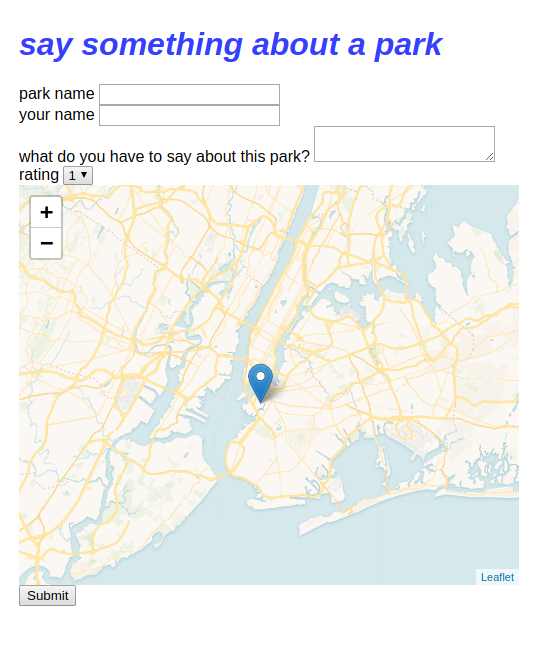 say something about a park
park name
your name
what do you have to say about this park?
rating 1
+
−
Leaflet
Submit